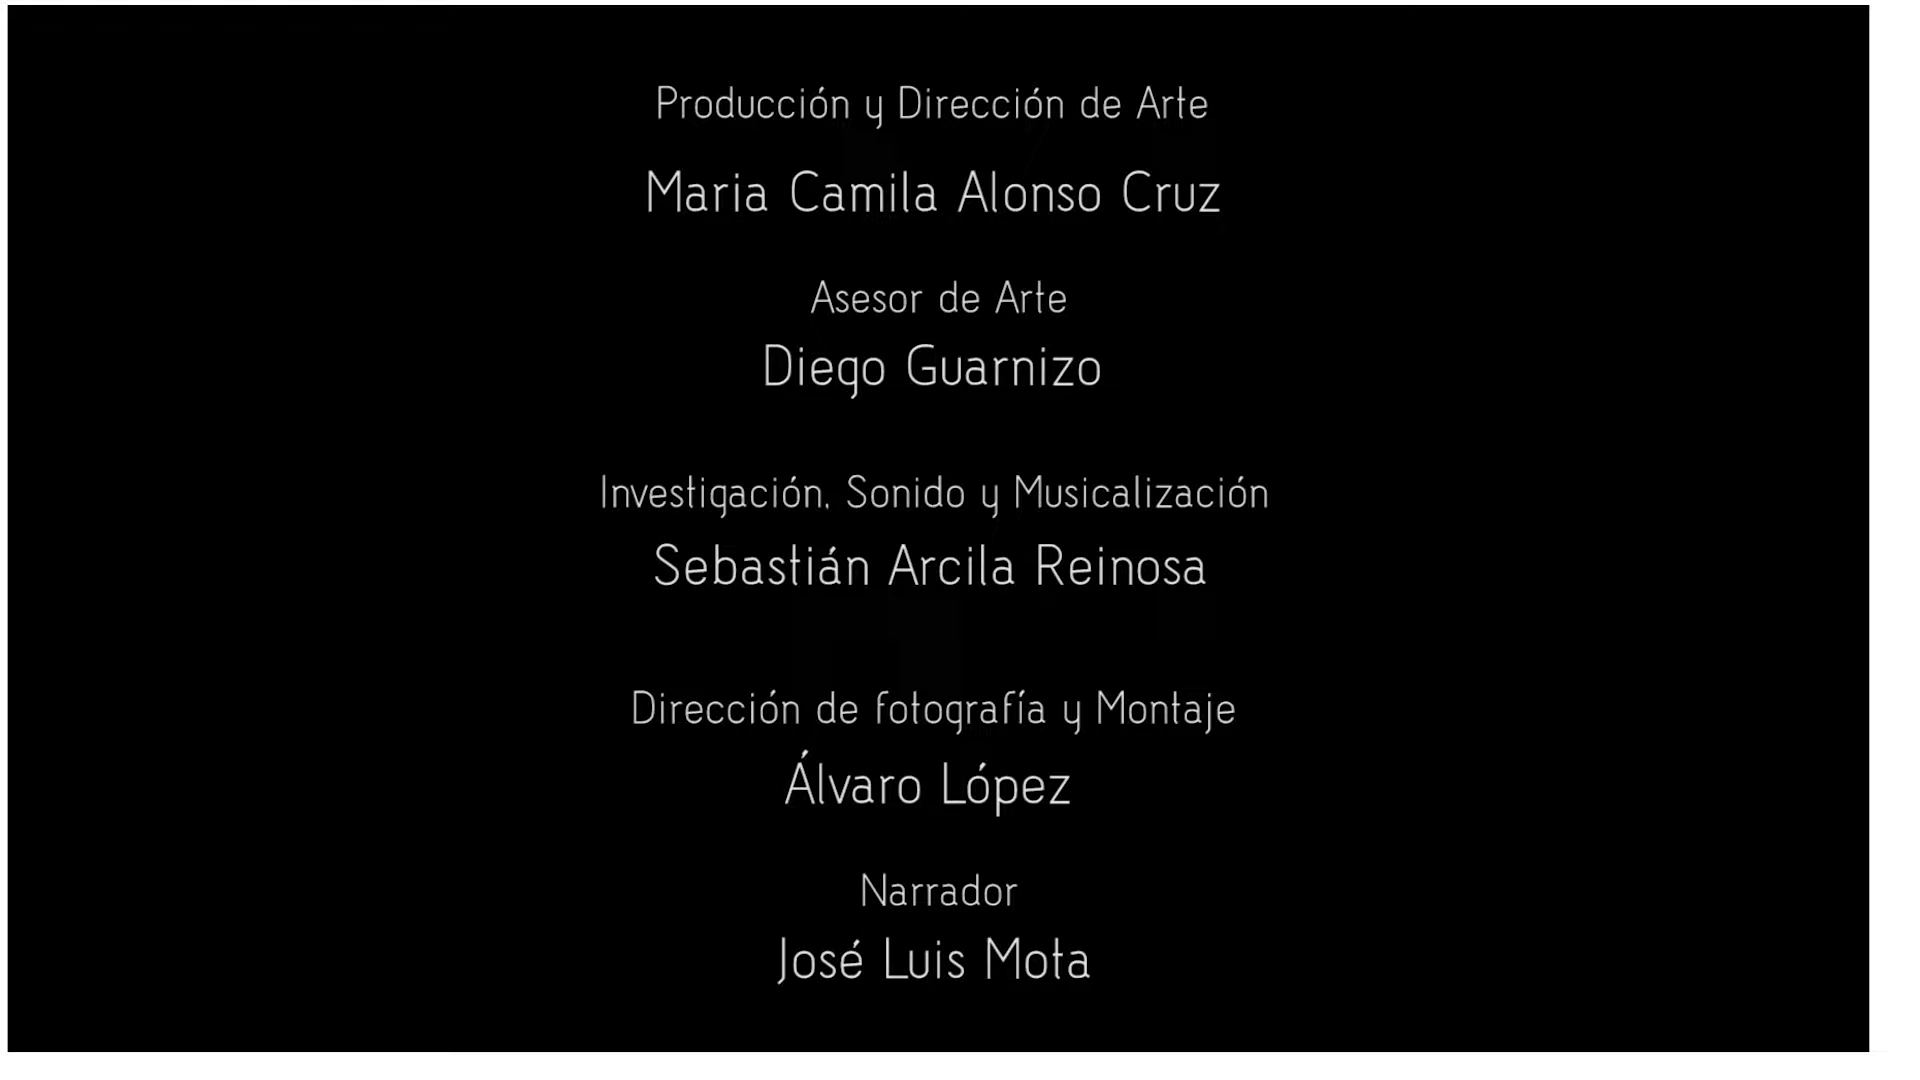 Producción y Dirección de Arte
Maria Camila Alonso Cruz
Asesor de Arte
Diego Guarnizo
Investigación, Sonido y Musicalización
Sebastián Arcila Reinosa
Dirección de fotografía y Montaje
Álvaro López
Narrador
José Luis Mota